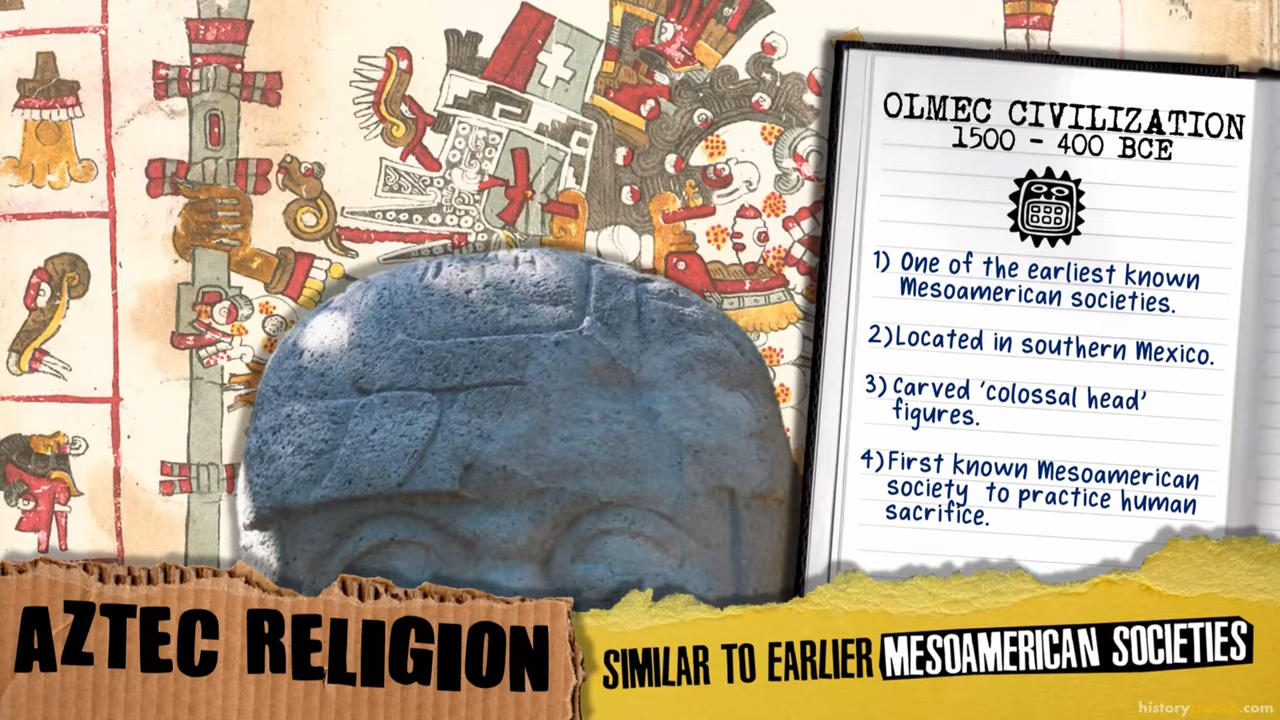 OLMEC CIVILIZATION
1500 - 400 BCE
1) One of the earliest known
Mesoamerican societies.
2) Located in southern Mexico.
3) Carved 'colossal head'
figures.
4) First known Mesoamerican
society to practice human
sacrifice.
AZTEC RELIGION
SIMILAR TO EARLIER MESOAMERICAN SOCIETIES
historycrunch.com